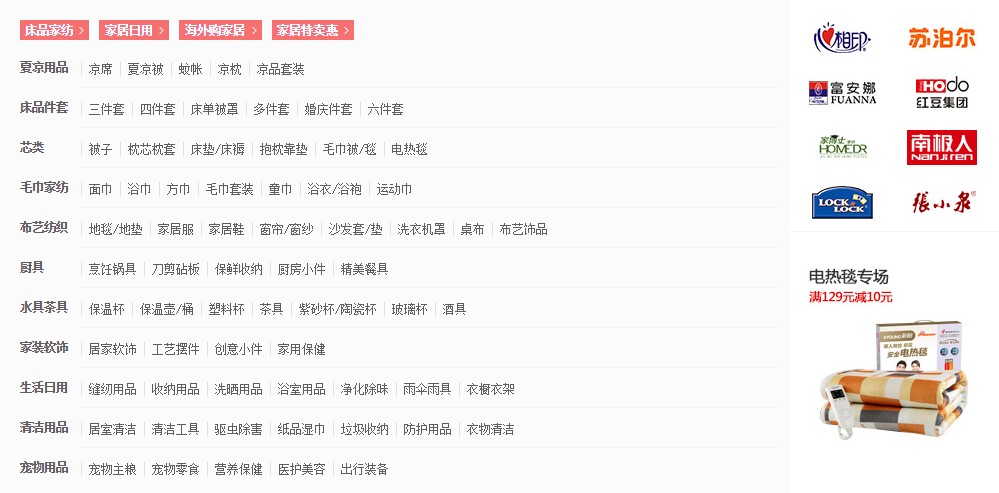 床品家纺 > 家居日用 > 海外购家居 > 家居特卖惠 >
夏凉用品 凉席 夏凉被 蚊帐 凉枕 凉品套装
床品件套 三件套 四件套 床单被罩 多件套 婚庆件套 六件套
芯类 被子 枕芯枕套 床垫/床褥 抱枕靠垫 毛巾被/毯 电热毯
毛巾家纺 面巾 浴巾 方巾 毛巾套装 童巾 浴衣/浴袍 运动巾
布艺纺织 地毯/地垫 家居服 家居鞋 窗帘/窗纱 沙发套/垫 洗衣机罩 桌布 布艺饰品
厨具 烹饪锅具 刀剪砧板 保鲜收纳 厨房小件 精美餐具
水具茶具 保温杯 保温壶/桶 塑料杯 茶具 紫砂杯/陶瓷杯 玻璃杯 酒具
家装软饰 居家软饰 工艺摆件 创意小件 家用保健
生活日用 缝纫用品 收纳用品 洗晒用品 浴室用品 净化除味 雨伞雨具 衣橱衣架
清洁用品 居室清洁 清洁工具 驱虫除害 纸品湿巾 垃圾收纳 防护用品 衣物清洁
宠物用品 宠物主粮 宠物零食 营养保健 医护美容 出行装备
心相印 苏泊尔
富安娜
FUANNA
HOdo
红豆集团
家博士
HOMEDR
南极人
NanJiren
LOCK&LOCK
張小泉
电热毯专场
满129元减10元
安全电热毯